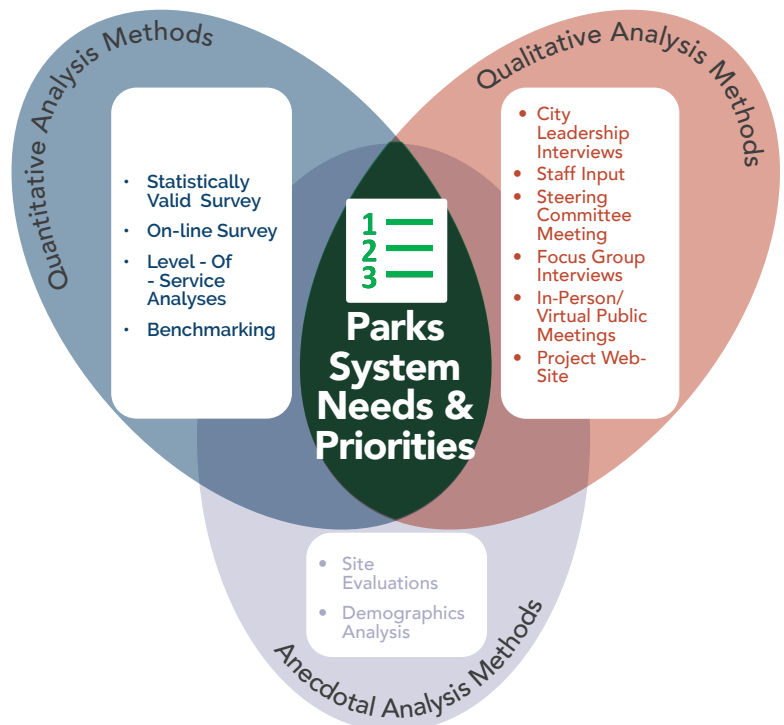 Quantitative Analysis Methods
• Statistically
Valid Survey
• On-line Survey
• Level - Of
- Service
Analyses
• Benchmarking
Qualitative Analysis Methods
• City
Leadership
Interviews
• Staff Input
• Steering
Committee
Meeting
• Focus Group
Interviews
• In-Person/
Virtual Public
Meetings
• Project Web-
Site
1
2
3
Parks
System
Needs &
Priorities
• Site
Evaluations
• Demographics
Analysis
Anecdotal Analysis Methods